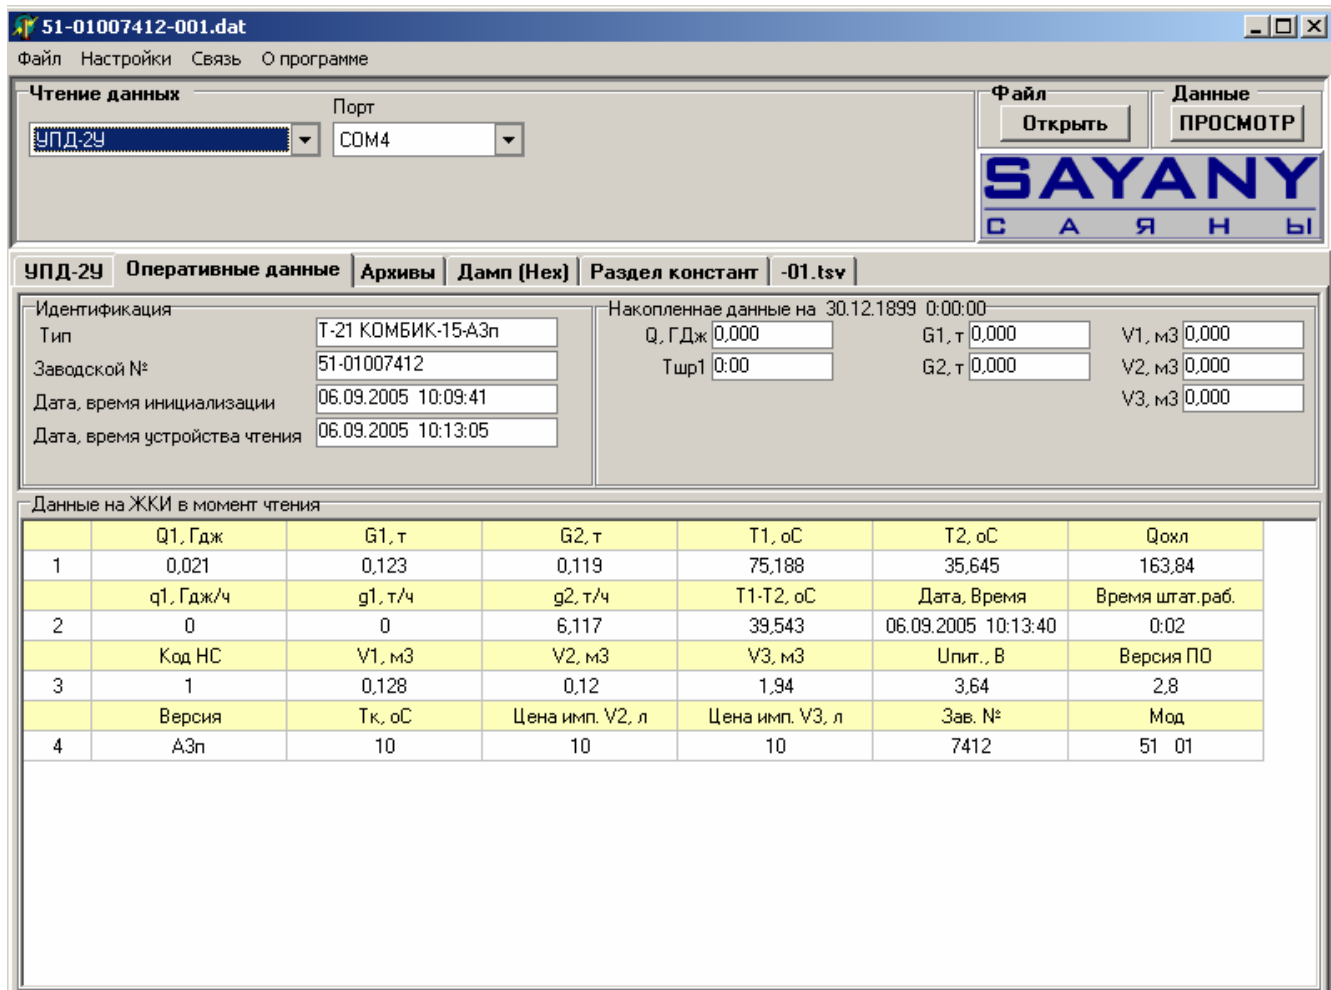 51-01007412-001.dat
Файл Настройки Связь О программе
Чтение данных
Порт
УПД-2У COM4
Файл Данные
Открыть ПРОСМОТР
SAYANY
САЯНЫ
УПД-2У Оперативные данные Архивы Дамп (Hex) Раздел констант -01.tsv
Идентификация
Тип Т-21 КОМБИК-15-А3п
Заводской № 51-01007412
Дата, время инициализации 06.09.2005 10:09:41
Дата, время устройства чтения 06.09.2005 10:13:05
Накопленнае данные на 30.12.1899 0:00:00
Q, ГДж 0,000 G1, т 0,000 V1, м3 0,000
Тшр1 0:00 G2, т 0,000 V2, м3 0,000
V3, м3 0,000
Данные на ЖКИ в момент чтения
Q1, Гдж G1, т G2, т T1, oC T2, oC Qохл
1 0,021 0,123 0,119 75,188 35,645 163,84
q1, Гдж/ч g1, т/ч g2, т/ч T1-T2, oC Дата, Время Время штат.раб.
2 0 0 6,117 39,543 06.09.2005 10:13:40 0:02
Код НС V1, м3 V2, м3 V3, м3 Uпит., В Версия ПО
3 1 0,128 0,12 1,94 3,64 2,8
Версия Тк, oC Цена имп. V2, л Цена имп. V3, л Зав. № Мод
4 А3п 10 10 10 7412 51 01